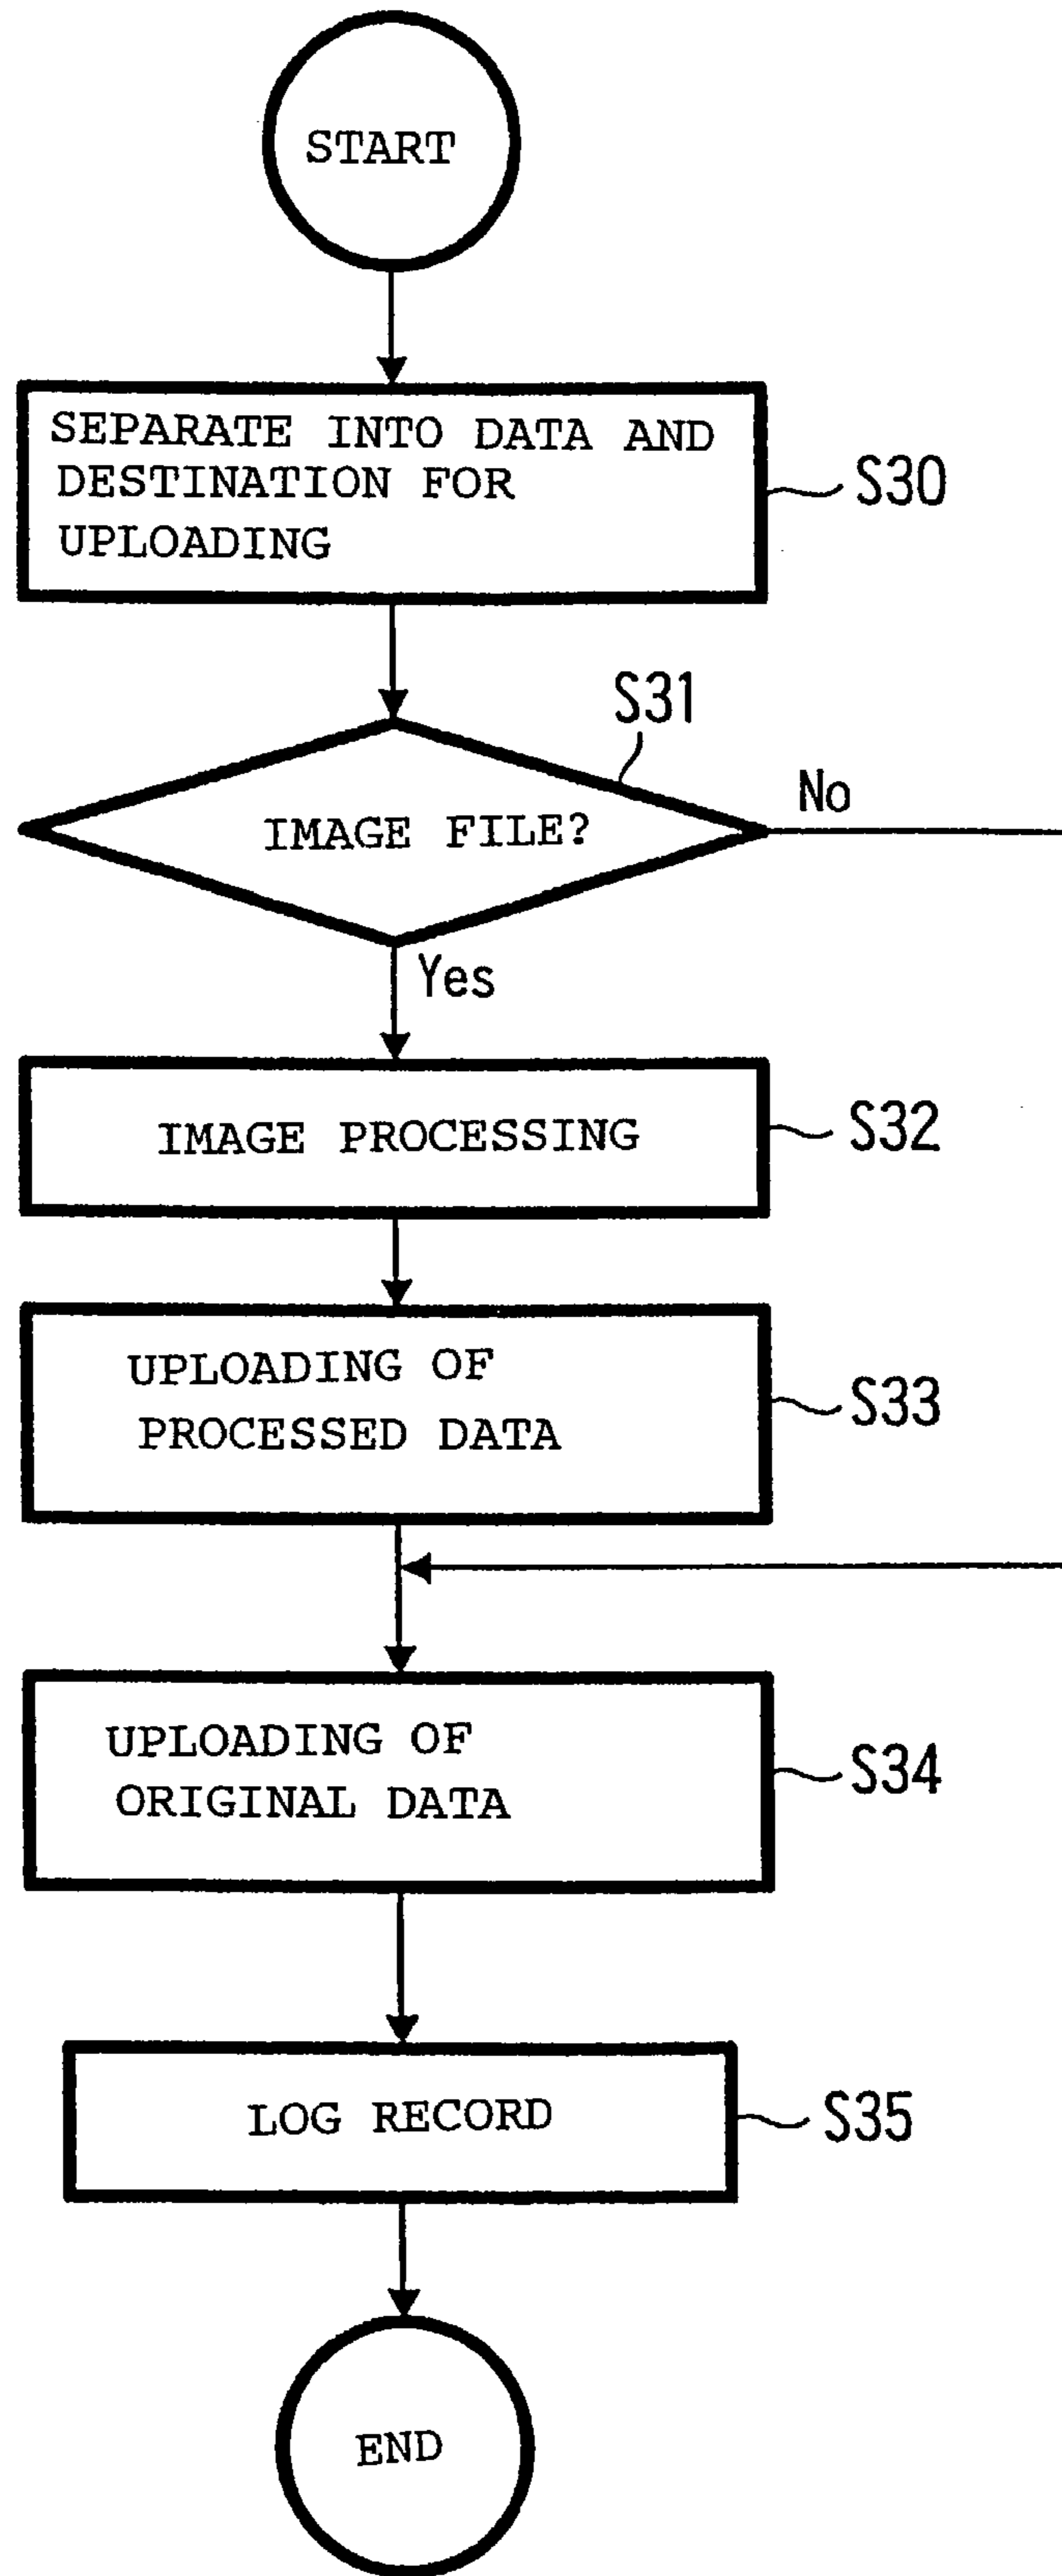 START
SEPARATE INTO DATA AND
DESTINATION FOR
UPLOADING
S30
S31
No
IMAGE FILE?
Yes
IMAGE PROCESSING
S32
UPLOADING OF
PROCESSED DATA
S33
UPLOADING OF
ORIGINAL DATA
S34
LOG RECORD
S35
END